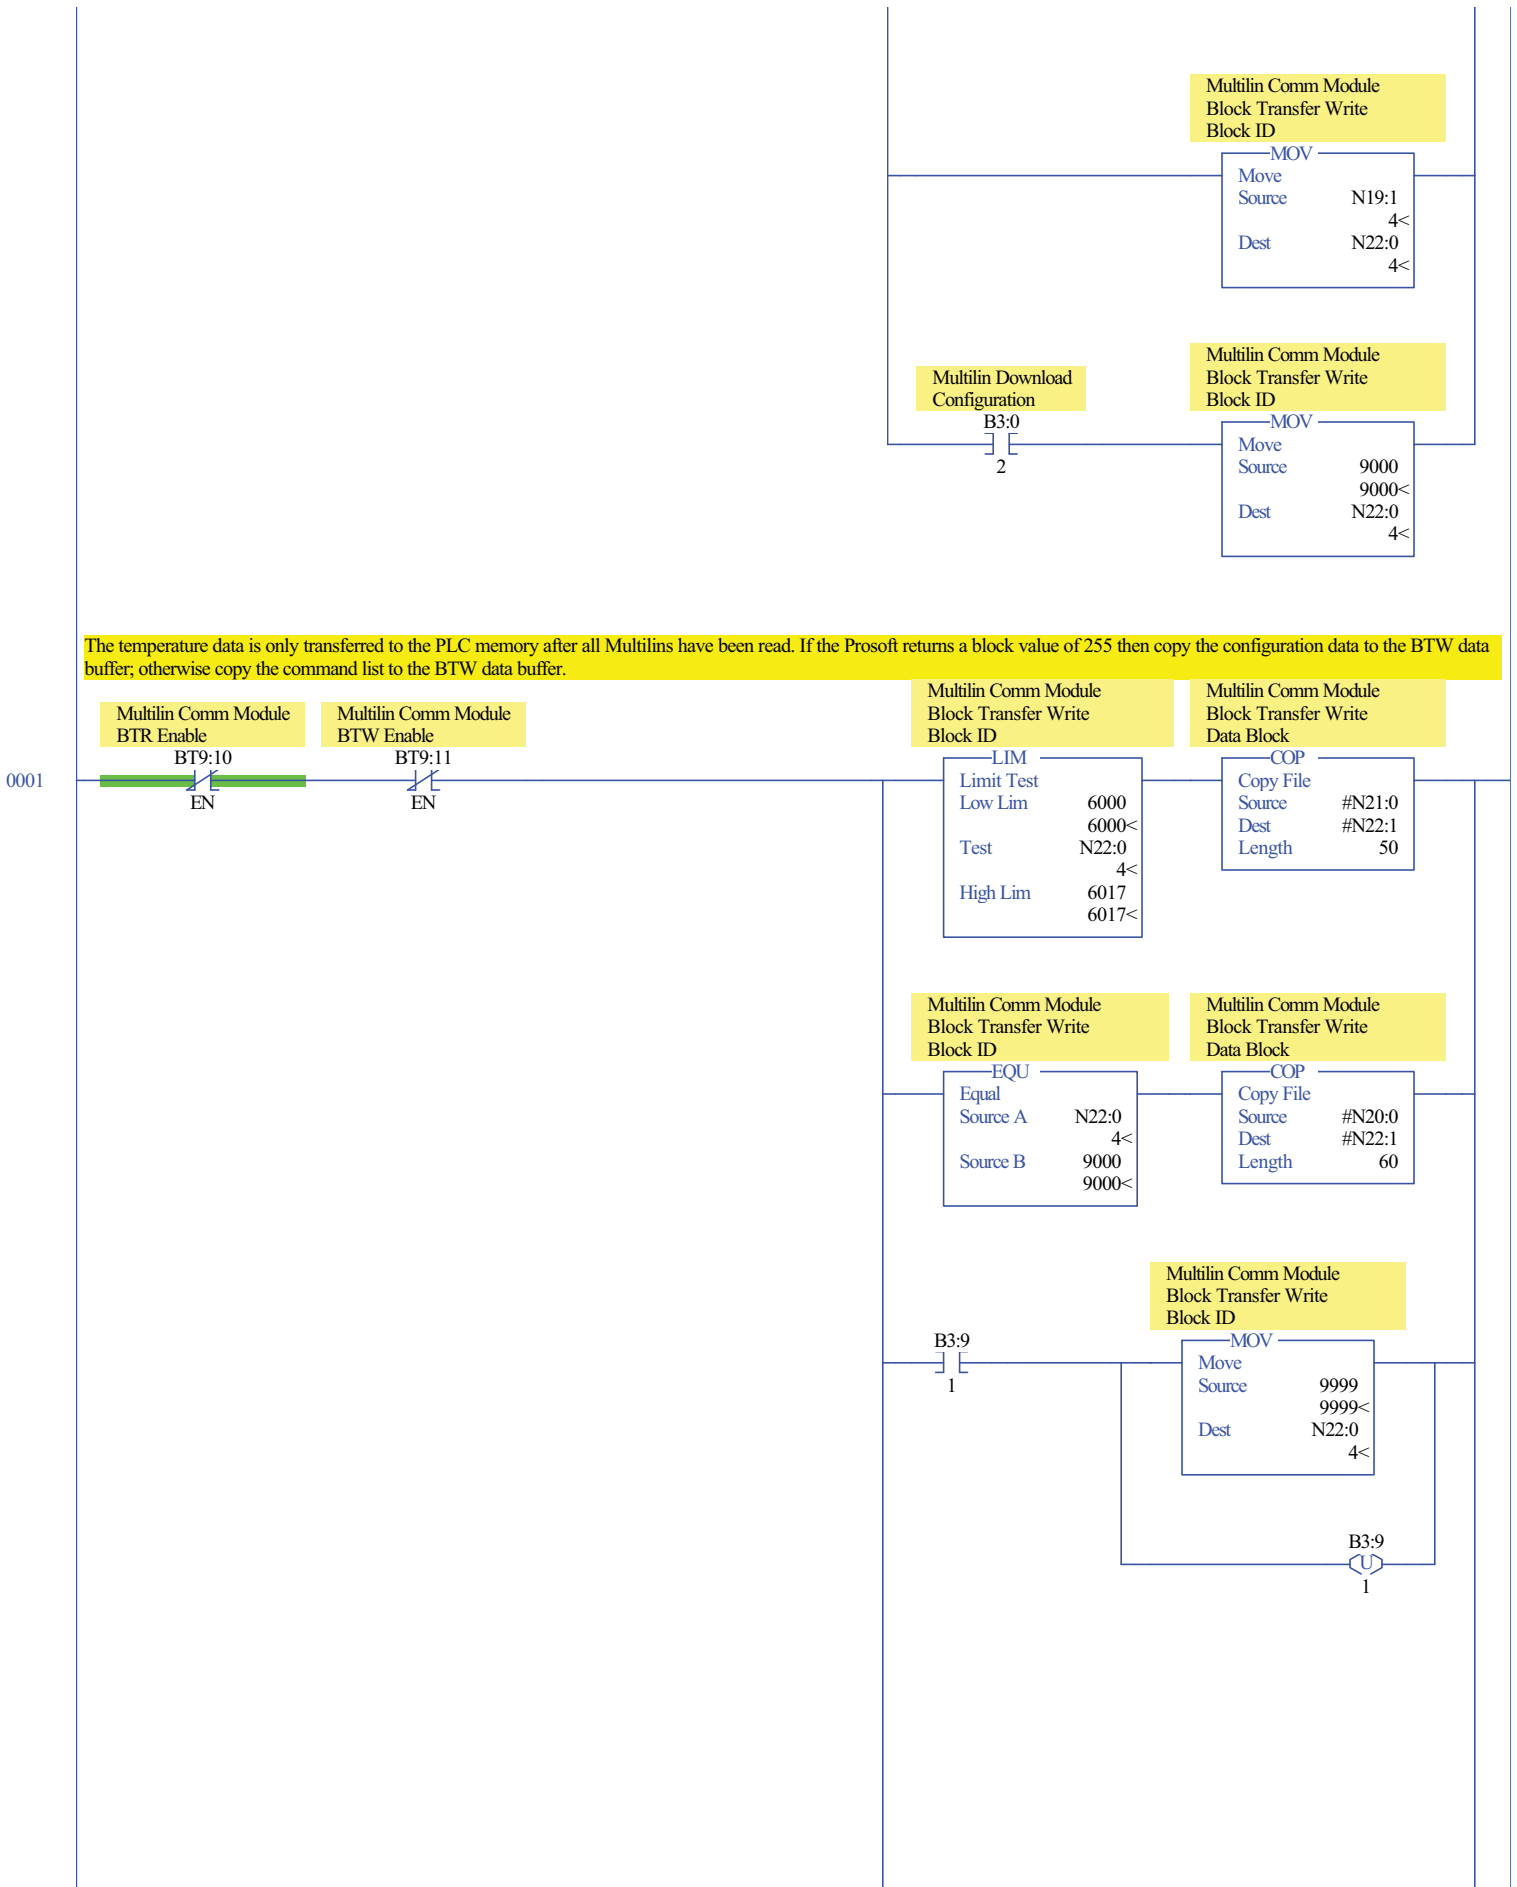 Multilin Comm Module
Block Transfer Write
Block ID
MOV
Move
Source N19:1
4<
Dest N22:0
4<
Multilin Download
Configuration
B3:0
2
Multilin Comm Module
Block Transfer Write
Block ID
MOV
Move
Source 9000
9000<
Dest N22:0
4<
The temperature data is only transferred to the PLC memory after all Multilins have been read. If the Prosoft returns a block value of 255 then copy the configuration data to the BTW data
buffer; otherwise copy the command list to the BTW data buffer.
0001
Multilin Comm Module
BTR Enable
BT9:10
EN
Multilin Comm Module
BTW Enable
BT9:11
EN
Multilin Comm Module
Block Transfer Write
Block ID
LIM
Limit Test
Low Lim 6000
6000<
Test N22:0
4<
High Lim 6017
6017<
Multilin Comm Module
Block Transfer Write
Data Block
COP
Copy File
Source #N21:0
Dest #N22:1
Length 50
Multilin Comm Module
Block Transfer Write
Block ID
EQU
Equal
Source A N22:0
4<
Source B 9000
9000<
Multilin Comm Module
Block Transfer Write
Data Block
COP
Copy File
Source #N20:0
Dest #N22:1
Length 60
B3:9
1
Multilin Comm Module
Block Transfer Write
Block ID
MOV
Move
Source 9999
9999<
Dest N22:0
4<
B3:9
U
1